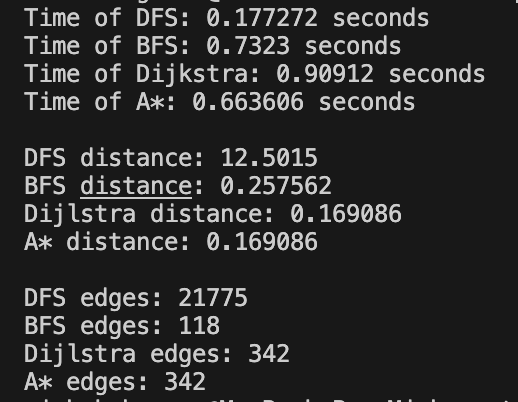 Time of DFS: 0.177272 seconds
Time of BFS: 0.7323 seconds
Time of Dijkstra: 0.90912 seconds
Time of A*: 0.663606 seconds
DFS distance: 12.5015
BFS distance: 0.257562
Dijlstra distance: 0.169086
A* distance: 0.169086
DFS edges: 21775
BFS edges: 118
Dijlstra edges: 342
A* edges: 342